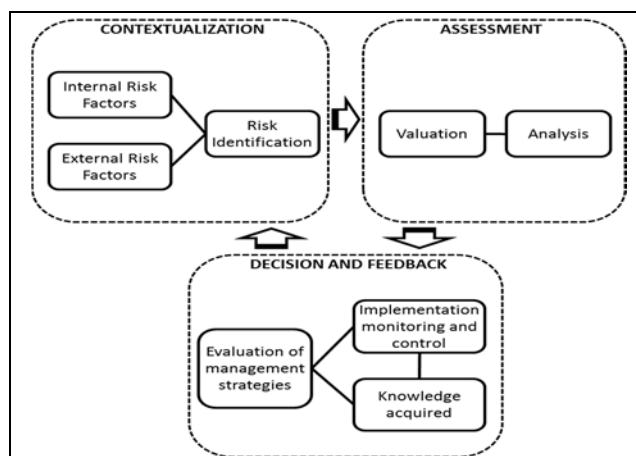 CONTEXTUALIZATION
Internal Risk
Factors
External Risk
Factors
Risk
Identification
ASSESSMENT
Valuation
Analysis
DECISION AND FEEDBACK
Evaluation of
management
strategies
Implementation
monitoring and
control
Knowledge
acquired